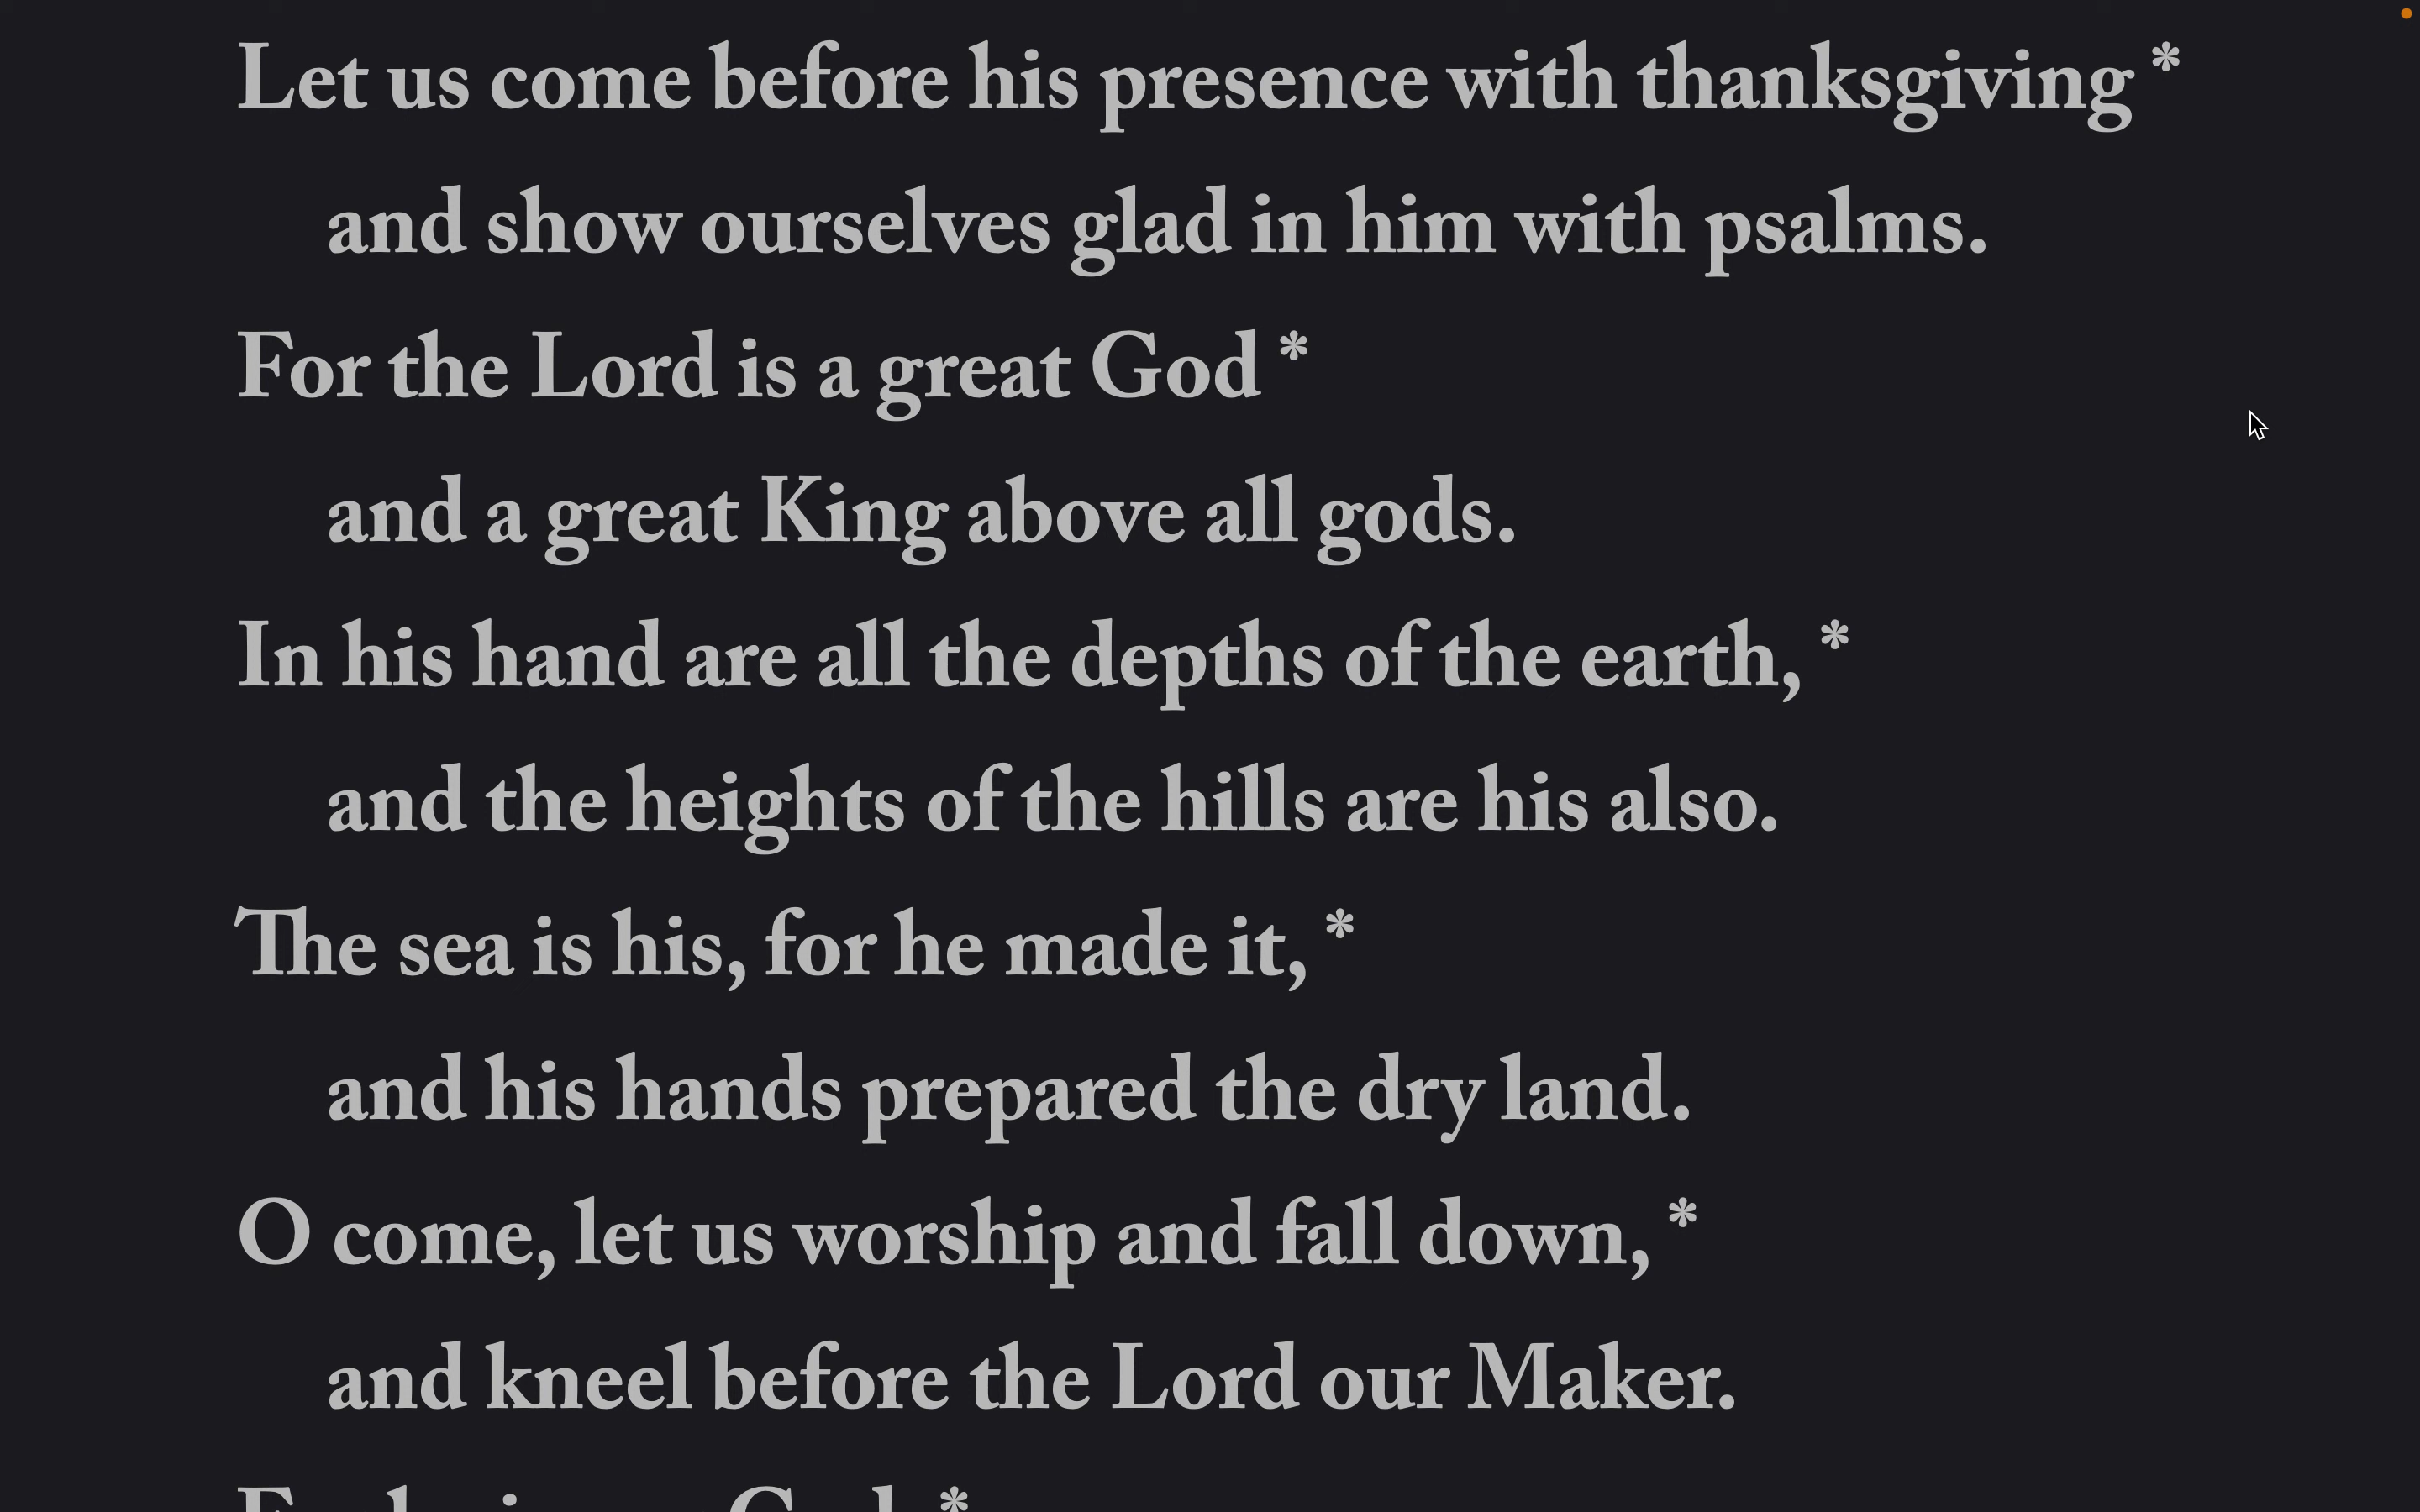 Let us come before his presence with thanksgiving *
and show ourselves glad in him with psalms.
For the Lord is a great God *
and a great King above all gods.
In his hand are all the depths of the earth, *
and the heights of the hills are his also.
The sea is his, for he made it, *
and his hands prepared the dry land.
O come, let us worship and fall down, *
and kneel before the Lord our Maker.